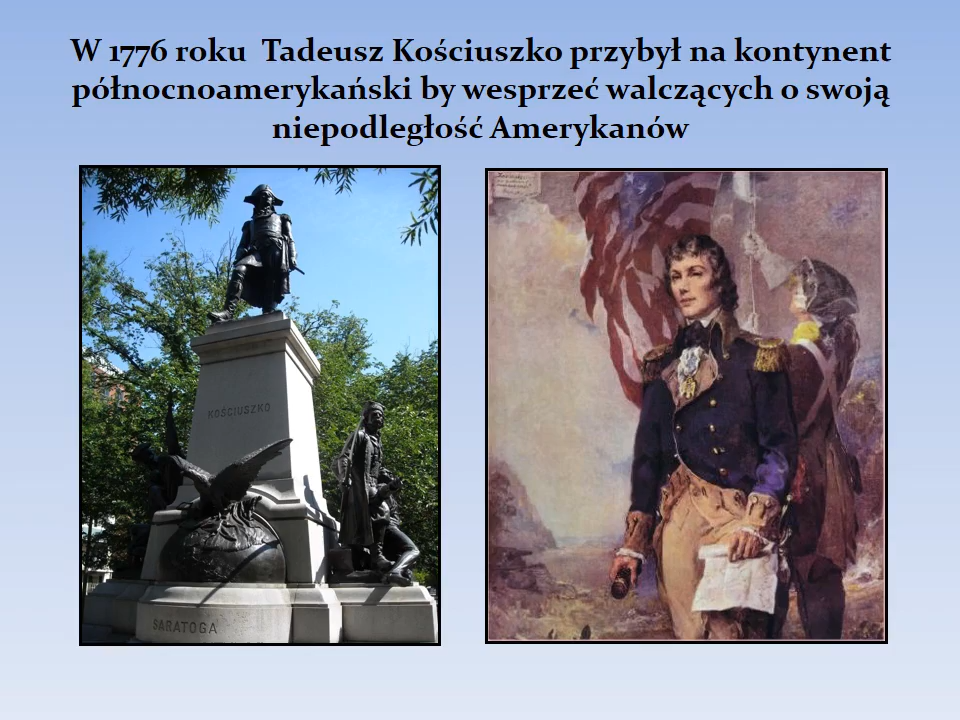 W 1776 roku Tadeusz Kościuszko przybył na kontynent
północnoamerykański by wesprzeć walczących o swoją
niepodległość Amerykanów
KOŚCIUSZKO
SARATOGA